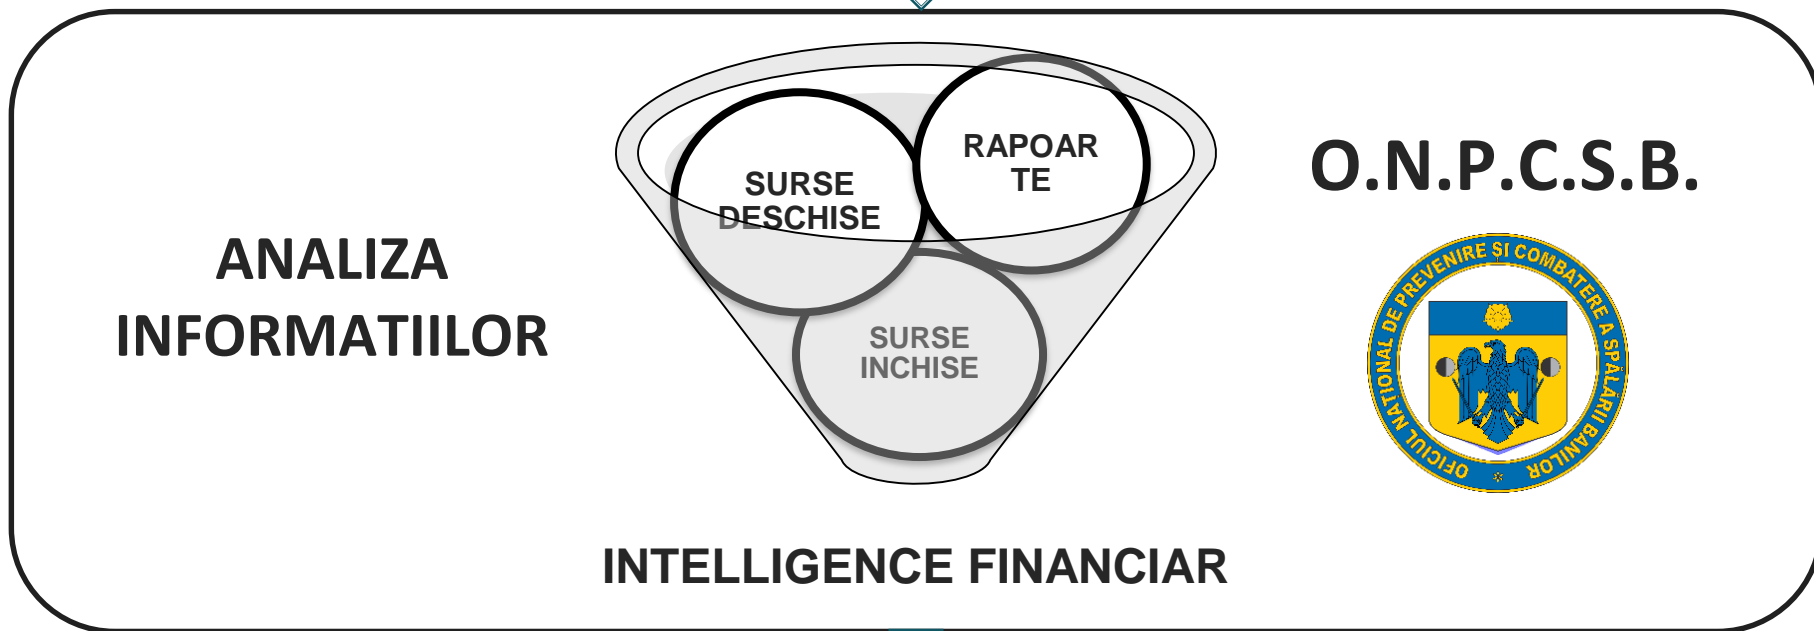 ANALIZA
INFORMATIILOR
SURSE
DESCHISE
RAPOAR
TE
SURSE
INCHISE
INTELLIGENCE FINANCIAR
O.N.P.C.S.B.
OFICIUL NAȚIONAL DE PREVENIRE ȘI COMBATERE A SPĂLĂRII BANILOR